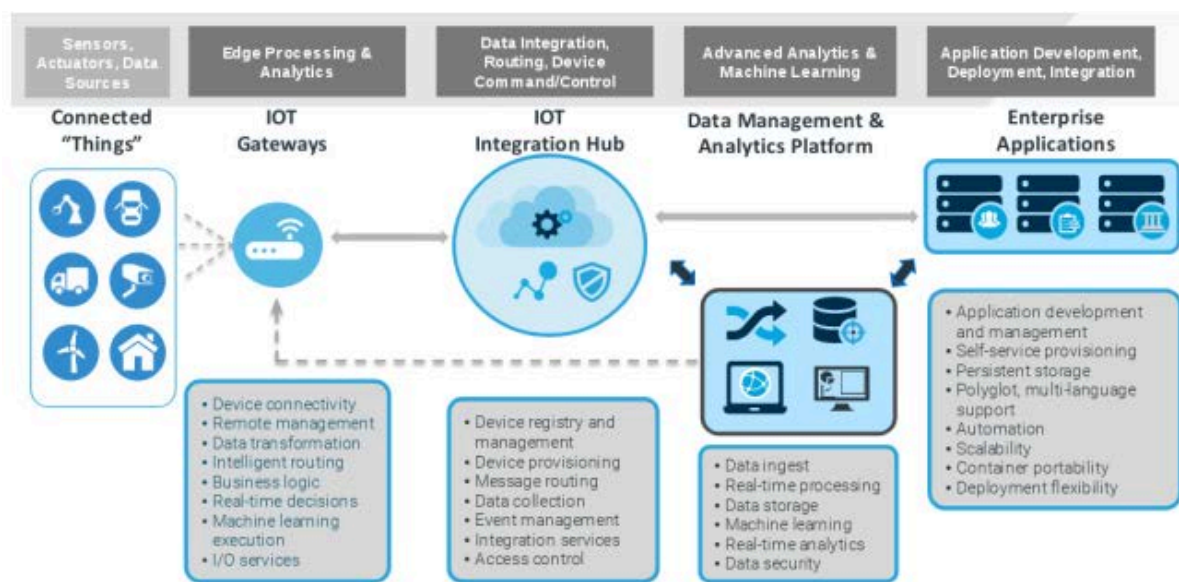 Sensors,
Actuators, Data
Sources
Edge Processing &
Analytics
Data Integration,
Routing, Device
Command/Control
Advanced Analytics &
Machine Learning
Application Development,
Deployment, Integration
Connected
“Things”
IOT
Gateways
IOT
Integration Hub
Data Management &
Analytics Platform
Enterprise
Applications
• Device connectivity
• Remote management
• Data transformation
• Intelligent routing
• Business logic
• Real-time decisions
• Machine learning
execution
• I/O services
• Device registry and
management
• Device provisioning
• Message routing
• Data collection
• Event management
• Integration services
• Access control
• Data ingest
• Real-time processing
• Data storage
• Machine learning
• Real-time analytics
• Data security
• Application development
and management
• Self-service provisioning
• Persistent storage
• Polyglot, multi-language
support
• Automation
• Scalability
• Container portability
• Deployment flexibility